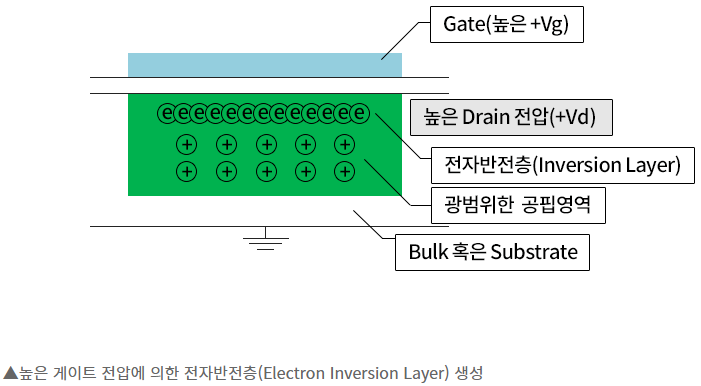 Gate(높은 +Vg)
eeeeeeeeeeeee
높은 Drain 전압(+Vd)
+ + + + +
전자반전층(Inversion Layer)
+ + + + +
광범위한 공핍영역
Bulk 혹은 Substrate
▲높은 게이트 전압에 의한 전자반전층(Electron Inversion Layer) 생성